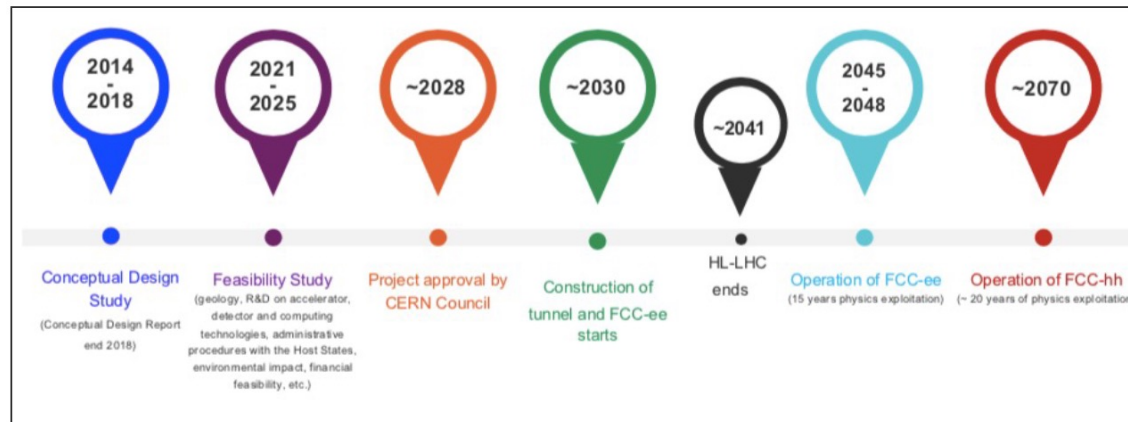 2014
-
2018
2021
-
2025
~2028
~2030
~2041
2045
-
2048
~2070
Conceptual Design
Study
(Conceptual Design Report
end 2018)
Feasibility Study
(geology, R&D on accelerator,
detector and computing
technologies, administrative
procedures with the Host States,
environmental impact, financial
feasibility, etc.)
Project approval by
CERN Council
Construction of
tunnel and FCC-ee
starts
HL-LHC
ends
Operation of FCC-ee
(15 years physics exploitation)
Operation of FCC-hh
(~ 20 years of physics exploitation